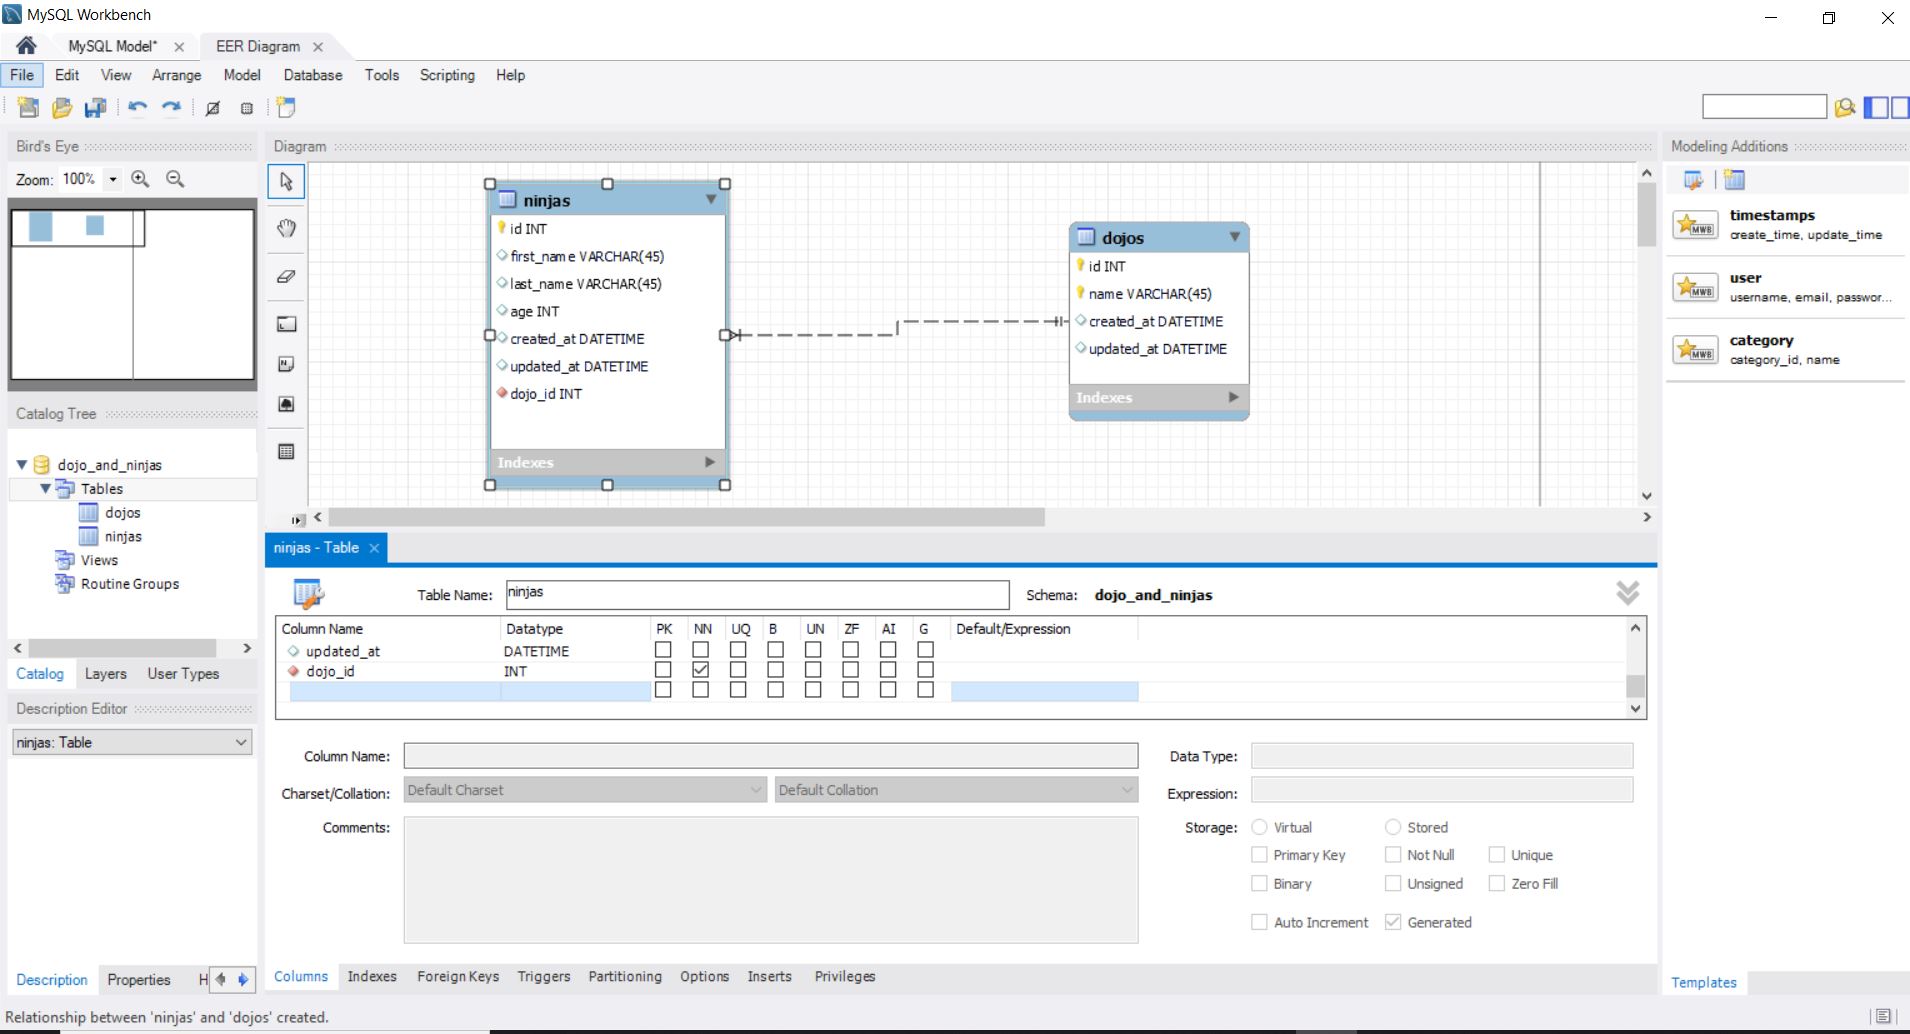 MySQL Workbench
MySQL Model*
EER Diagram
File Edit View Arrange Model Database Tools Scripting Help
Bird's Eye
Zoom: 100%
Catalog Tree
dojo_and_ninjas
Tables
dojos
ninjas
Views
Routine Groups
Catalog Layers User Types
Description Editor
ninjas: Table
Description Properties H
Diagram
ninjas
id INT
first_name VARCHAR(45)
last_name VARCHAR(45)
age INT
created_at DATETIME
updated_at DATETIME
dojo_id INT
Indexes
dojos
id INT
name VARCHAR(45)
created_at DATETIME
updated_at DATETIME
Indexes
ninjas - Table
Table Name: ninjas Schema: dojo_and_ninjas
Column Name Datatype PK NN UQ B UN ZF AI G Default/Expression
updated_at DATETIME
dojo_id INT
Column Name: Data Type:
Charset/Collation: Default Charset Default Collation Expression:
Comments: Storage: Virtual Stored
Primary Key Not Null Unique
Binary Unsigned Zero Fill
Auto Increment Generated
Columns Indexes Foreign Keys Triggers Partitioning Options Inserts Privileges
Modeling Additions
MWB timestamps
create_time, update_time
MWB user
username, email, passwor...
MWB category
category_id, name
Templates
Relationship between 'ninjas' and 'dojos' created.